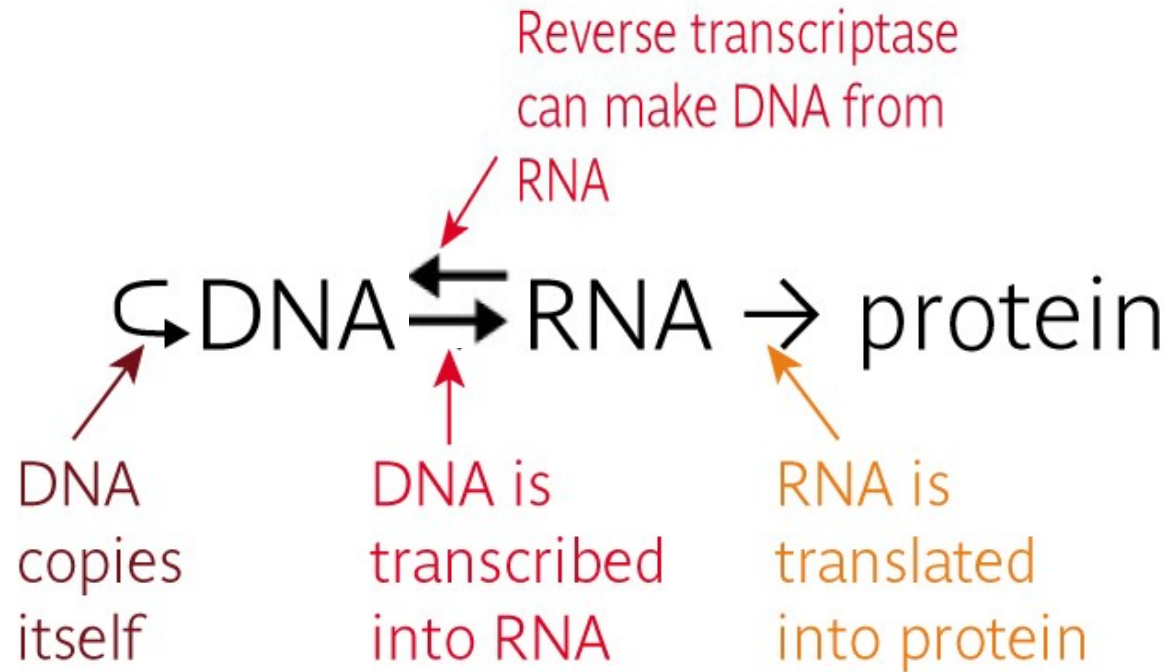 Reverse transcriptase
can make DNA from
RNA
DNA RNA protein
DNA
copies
itself
DNA is
transcribed
into RNA
RNA is
translated
into protein